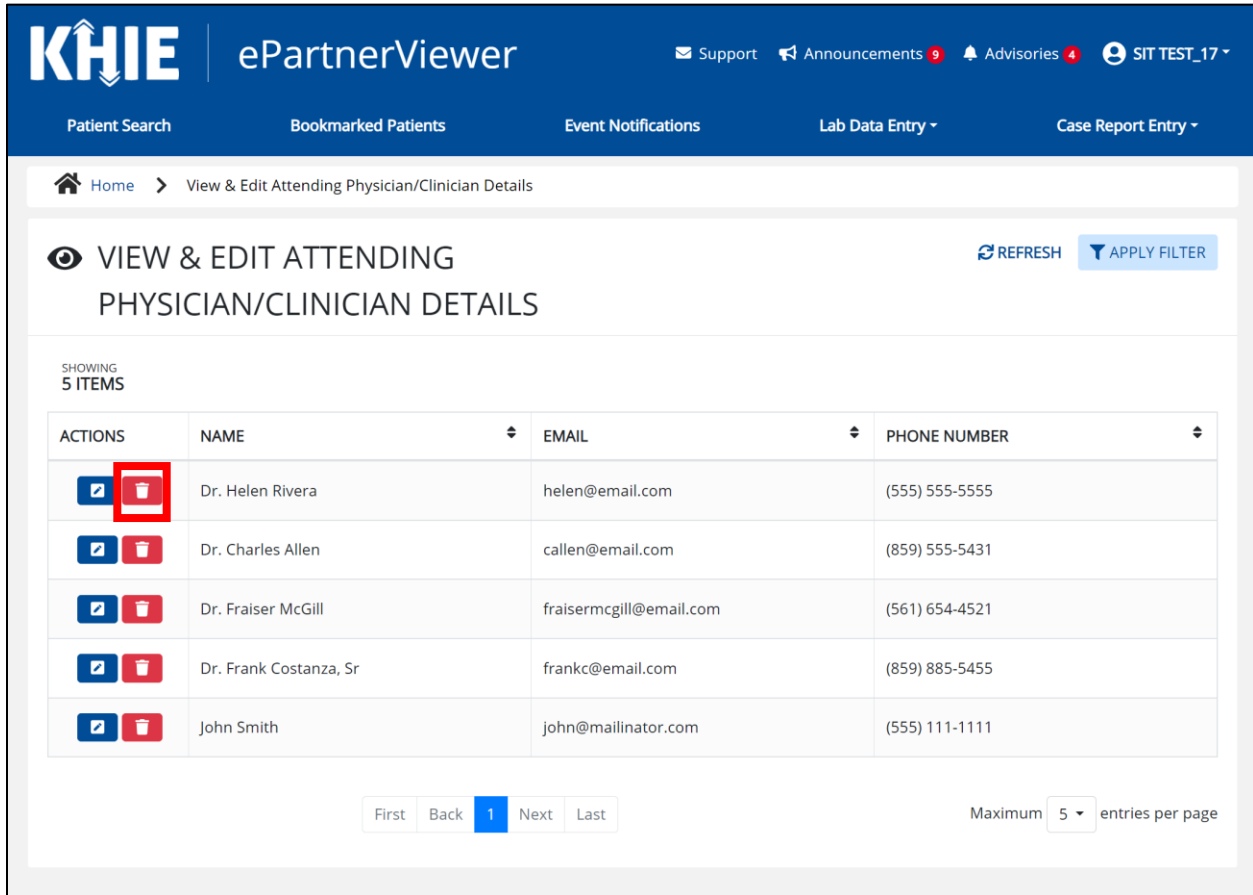 KHIE ePartnerViewer Support Announcements 9 Advisories 4 SIT TEST_17
Patient Search Bookmarked Patients Event Notifications Lab Data Entry Case Report Entry
Home View & Edit Attending Physician/Clinician Details
VIEW & EDIT ATTENDING
PHYSICIAN/CLINICIAN DETAILS
REFRESH APPLY FILTER
SHOWING
5 ITEMS
ACTIONS NAME EMAIL PHONE NUMBER
Dr. Helen Rivera helen@email.com (555) 555-5555
Dr. Charles Allen callen@email.com (859) 555-5431
Dr. Fraiser McGill fraisermcgill@email.com (561) 654-4521
Dr. Frank Costanza, Sr frankc@email.com (859) 885-5455
John Smith john@mailinator.com (555) 111-1111
First Back 1 Next Last Maximum 5 entries per page